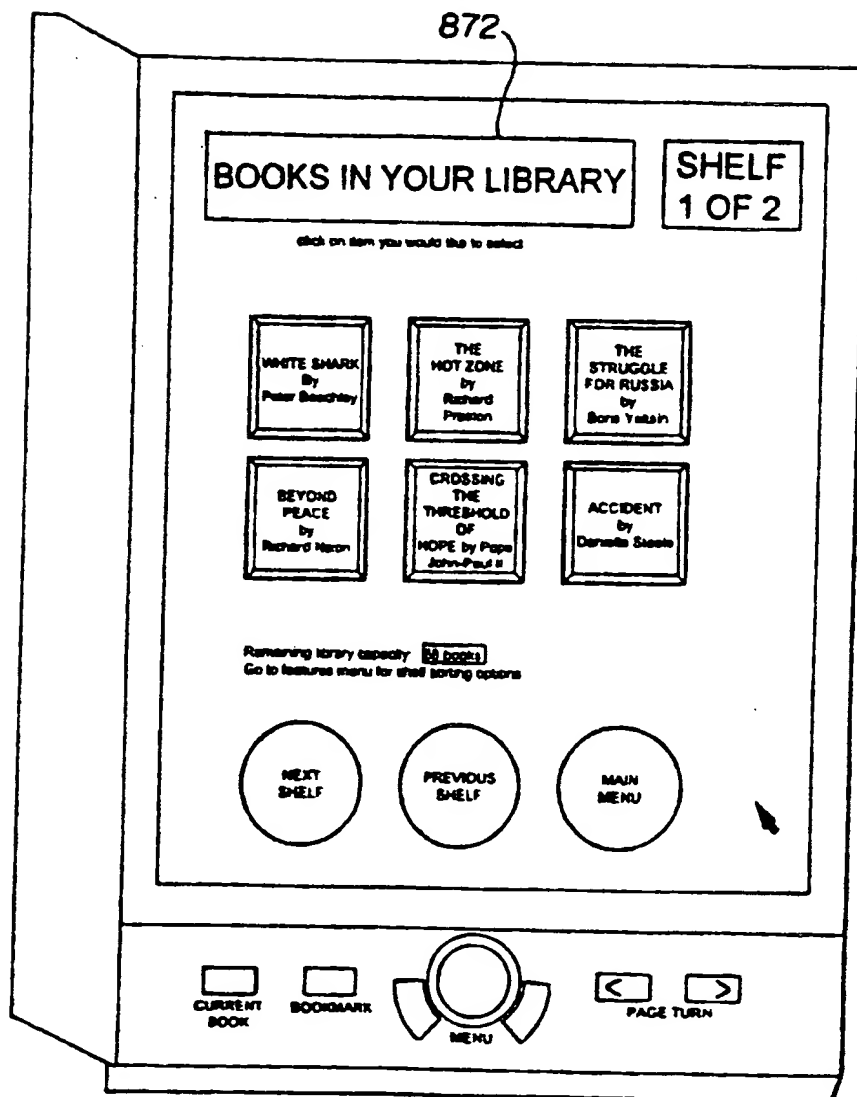 872
BOOKS IN YOUR LIBRARY
SHELF
1 OF 2
click on item you would like to select
WHITE SHARK
By
Peter Beechley
THE
HOT ZONE
by
Richard
Preston
THE
STRUGGLE
FOR RUSSIA
by
Boris Yeltsin
BEYOND
PEACE
by
Richard Nixon
CROSSING
THE
THRESHOLD
OF
HOPE by Pope
John-Paul II
ACCIDENT
by
Danielle Steele
Remaining library capacity books
Go to features menu for shelf sorting options
NEXT
SHELF
PREVIOUS
SHELF
MAIN
MENU
CURRENT
BOOK
BOOKMARK
MENU
< >
PAGE TURN